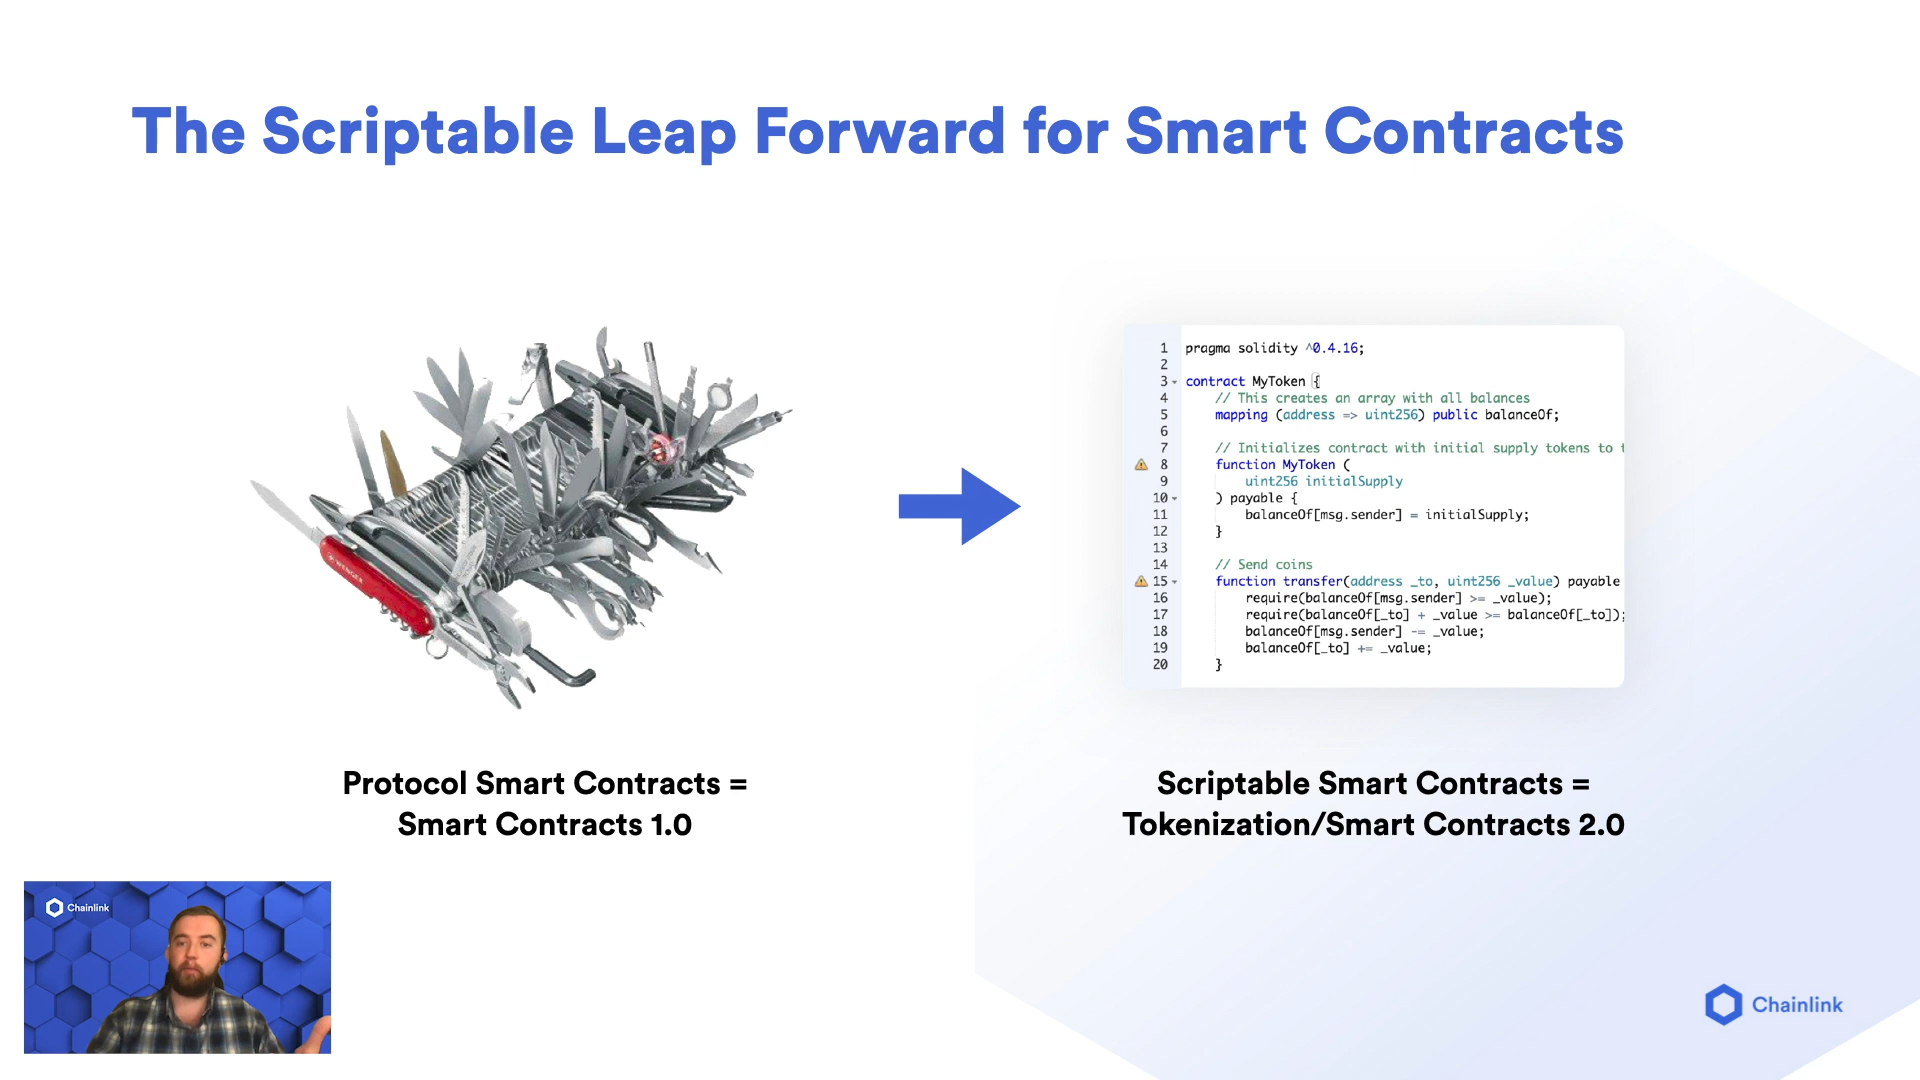 The Scriptable Leap Forward for Smart Contracts
WENGER
1 pragma solidity ^0.4.16;
2
3 contract MyToken {
4 // This creates an array with all balances
5 mapping (address => uint256) public balanceOf;
6
7 // Initializes contract with initial supply tokens to
8 function MyToken (
9 uint256 initialSupply
10 ) payable {
11 balanceOf[msg.sender] = initialSupply;
12 }
13
14 // Send coins
15 function transfer(address _to, uint256 _value) payable
16 require(balanceOf[msg.sender] >= _value);
17 require(balanceOf[_to] + _value >= balanceOf[_to]);
18 balanceOf[msg.sender] -= _value;
19 balanceOf[_to] += _value;
20 }
Protocol Smart Contracts =
Smart Contracts 1.0
Scriptable Smart Contracts =
Tokenization/Smart Contracts 2.0
Chainlink
Chainlink